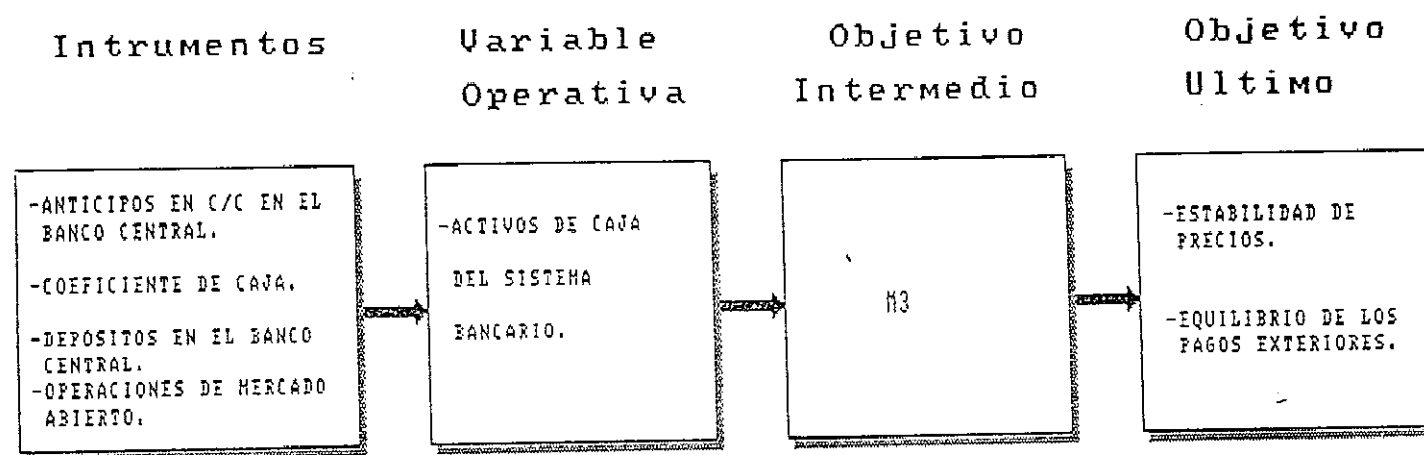 Intrumentos
Variable
Operativa
Objetivo
Intermedio
Objetivo
Ultimo
-ANTICIPOS EN C/C EN EL
BANCO CENTRAL.
-COEFICIENTE DE CAJA.
-DEPOSITOS EN EL BANCO
CENTRAL.
-OPERACIONES DE MERCADO
ABIERTO.
-ACTIVOS DE CAJA
DEL SISTEMA
BANCARIO.
M3
-ESTABILIDAD DE
PRECIOS.
-EQUILIBRIO DE LOS
PAGOS EXTERIORES.